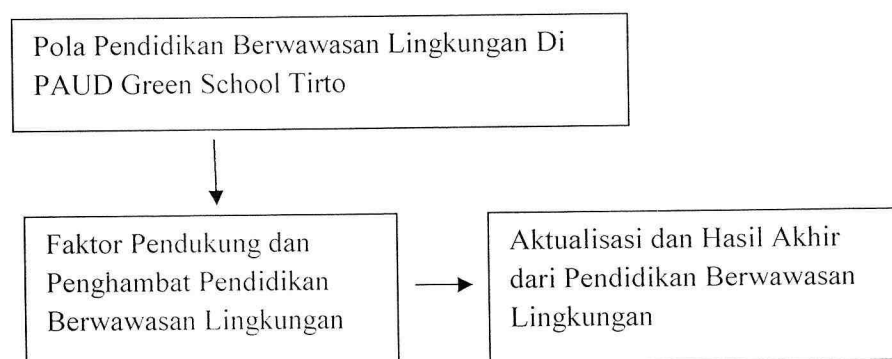 Pola Pendidikan Berwawasan Lingkungan Di
PAUD Green School Tirto
Faktor Pendukung dan
Penghambat Pendidikan
Berwawasan Lingkungan
Aktualisasi dan Hasil Akhir
dari Pendidikan Berwawasan
Lingkungan